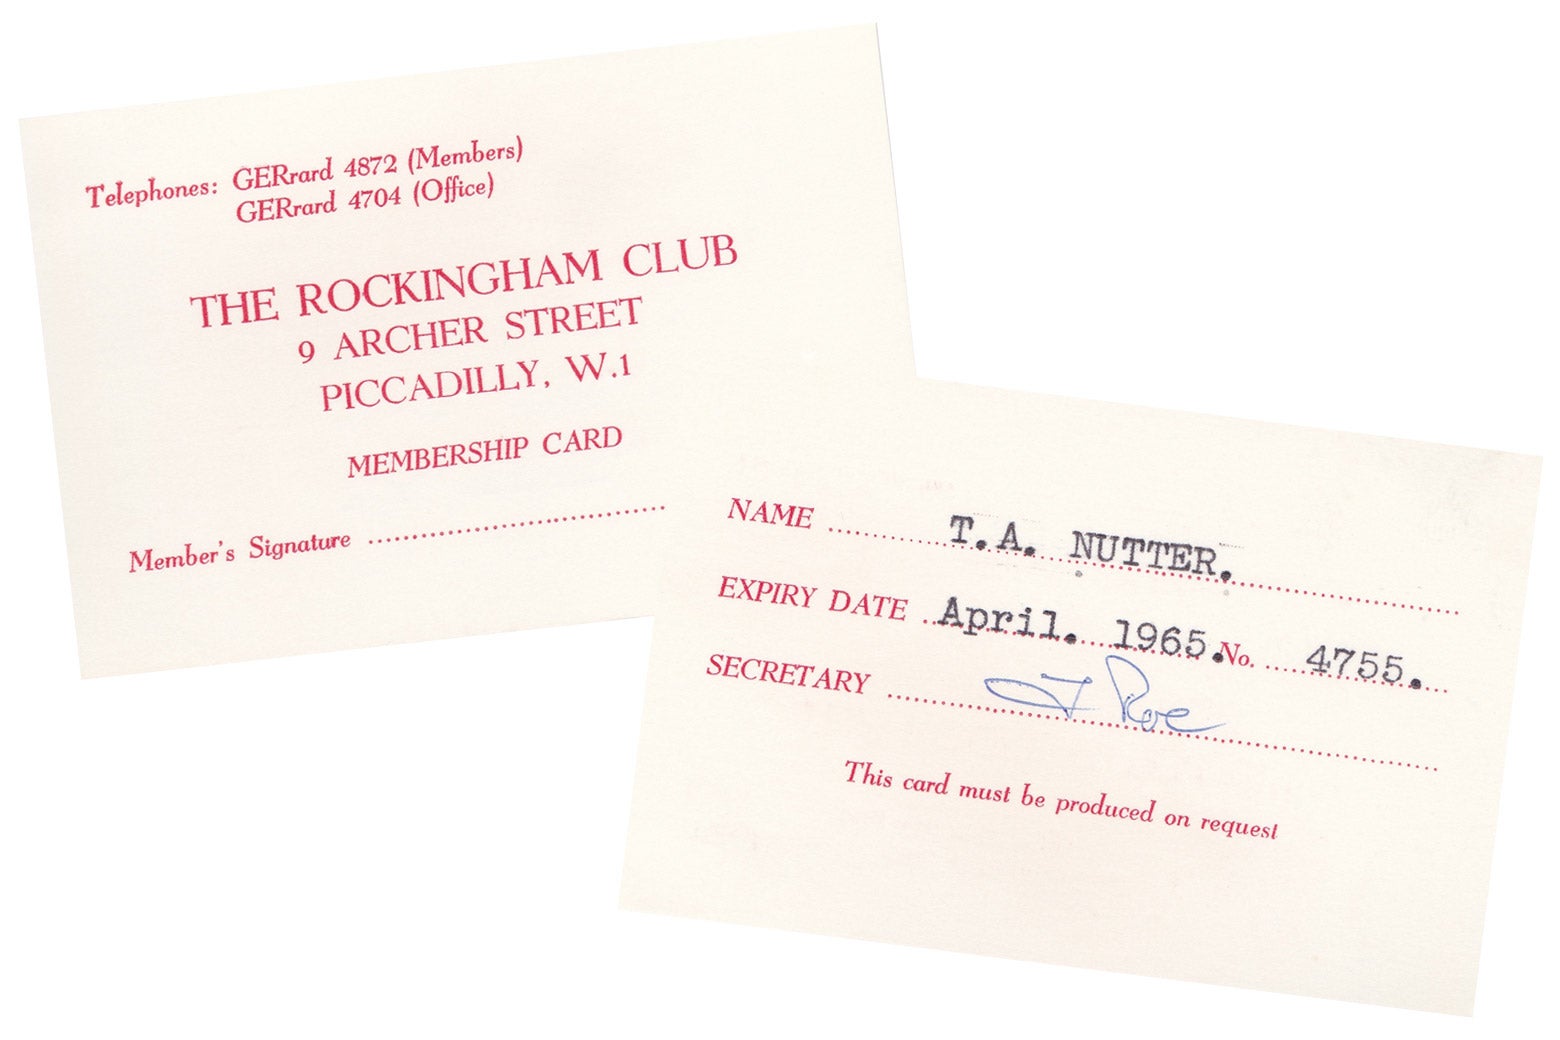 Telephones: GERrard 4872 (Members)
GERrard 4704 (Office)
THE ROCKINGHAM CLUB
9 ARCHER STREET
PICCADILLY, W.1
MEMBERSHIP CARD
Member's Signature ..............................
NAME .......... T.A. NUTTER. ..........
EXPIRY DATE .. April. 1965. No. .... 4755. ..
SECRETARY .......... J Roe ..........
This card must be produced on request